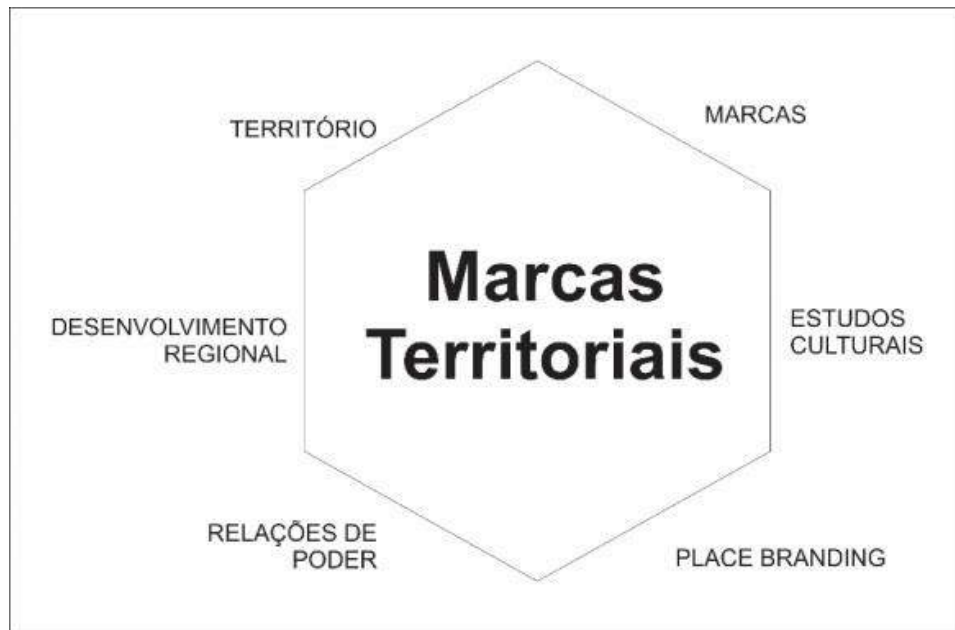 MARCAS
TERRITÓRIO
Marcas
Territoriais
DESENVOLVIMENTO
REGIONAL
ESTUDOS
CULTURAIS
RELAÇÕES DE
PODER
PLACE BRANDING